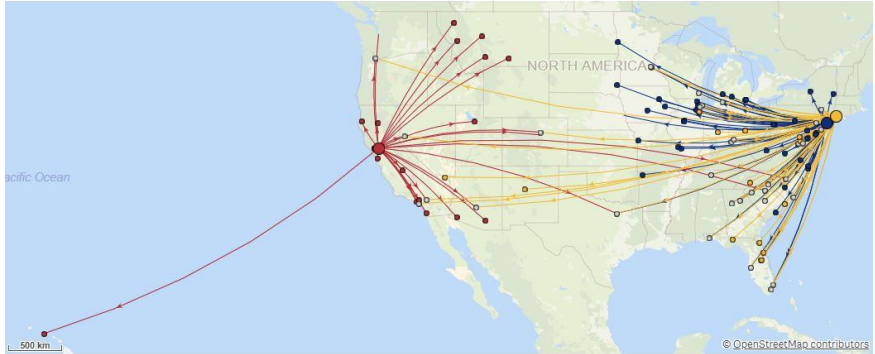 NORTH AMERICA
acific Ocean
500 km
© OpenStreetMap contributors